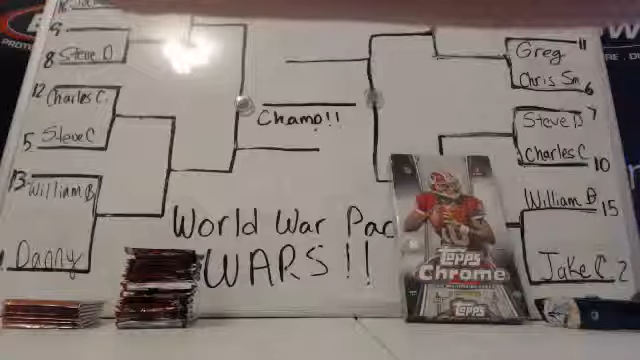 9
8 Steve D
12 Charles C.
5 Steve C
13 William B
Danny
Champ!!
World War Pac
WARS!!
11
Greg
Chris Sm
6
Steve D 7
Charles C 10
William B 15
Jake C 2
Topps
Chrome
Topps